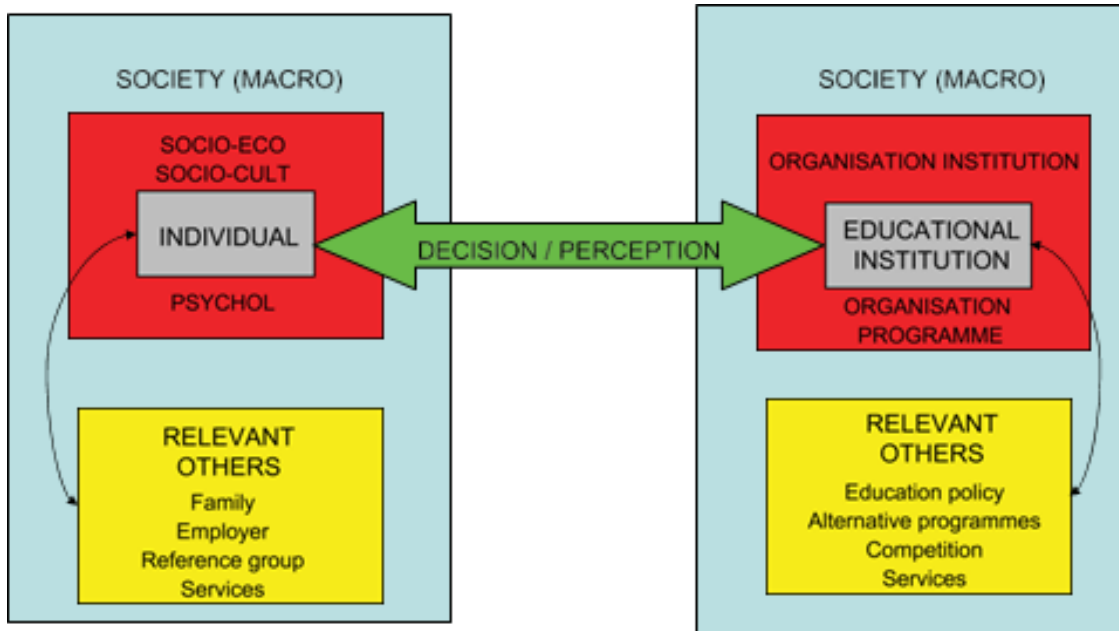 SOCIETY (MACRO)
SOCIO-ECO
SOCIO-CULT
INDIVIDUAL
PSYCHOL
RELEVANT
OTHERS
Family
Employer
Reference group
Services
DECISION / PERCEPTION
SOCIETY (MACRO)
ORGANISATION INSTITUTION
EDUCATIONAL
INSTITUTION
ORGANISATION
PROGRAMME
RELEVANT
OTHERS
Education policy
Alternative programmes
Competition
Services